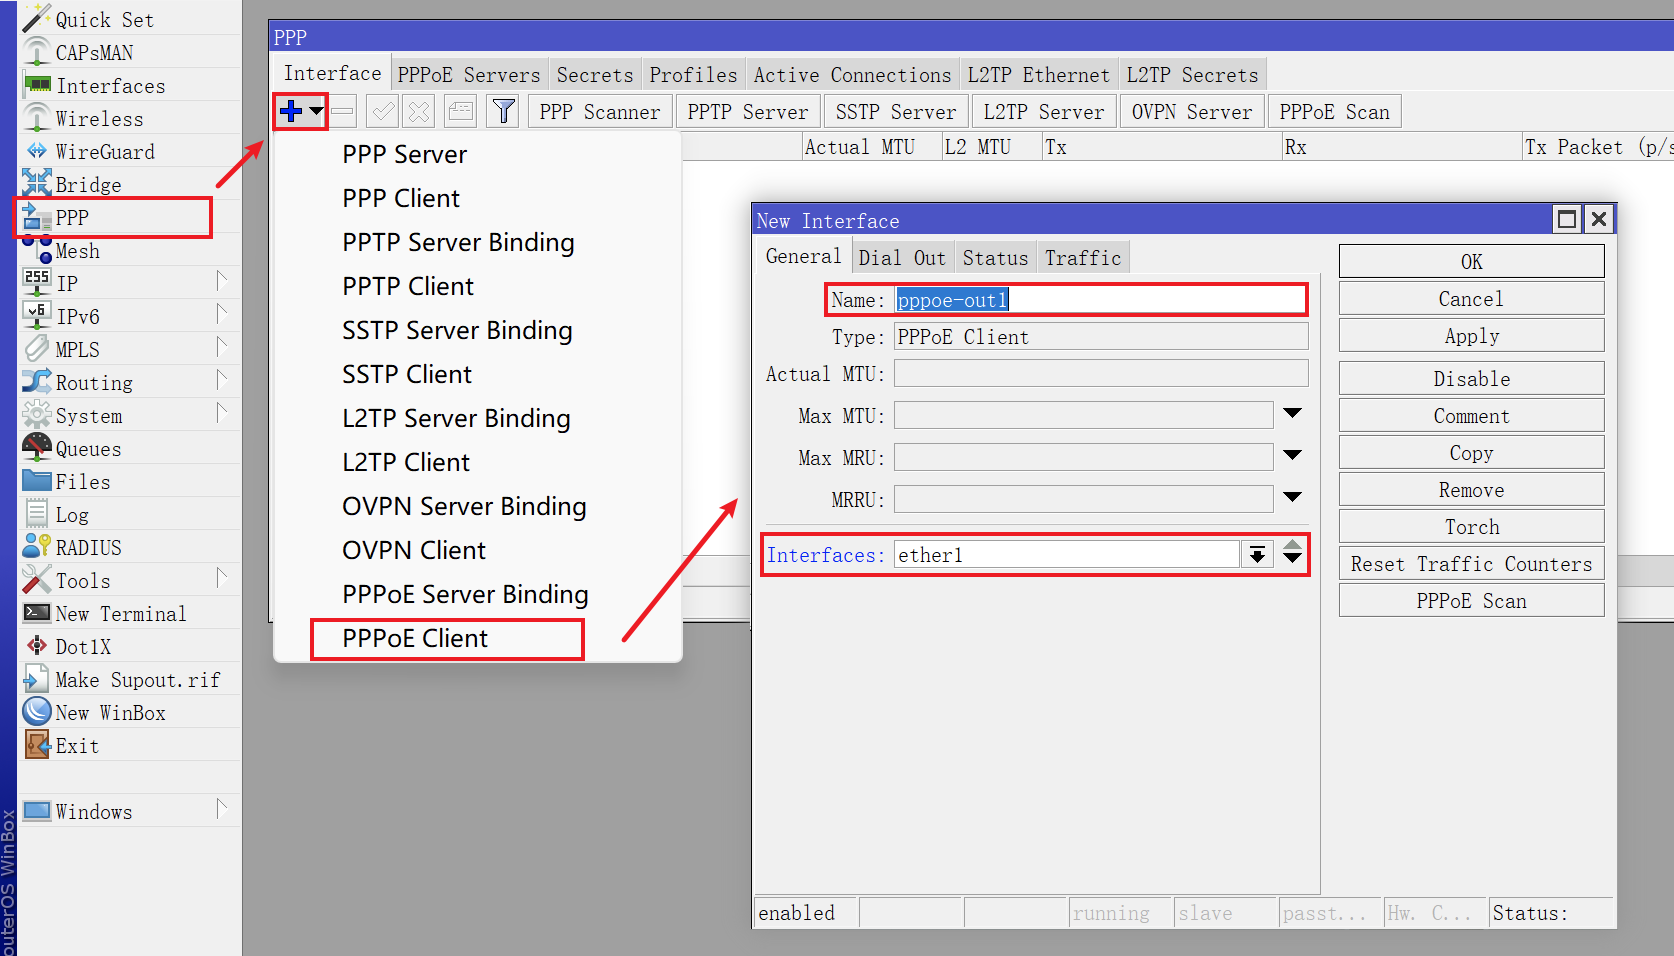 Quick Set
CAPsMAN
Interfaces
Wireless
WireGuard
Bridge
PPP
Mesh
255
IP
v6
IPv6
MPLS
Routing
System
Queues
Files
Log
RADIUS
Tools
New Terminal
Dot1X
Make Supout.rif
New WinBox
Exit
Windows
outerOS WinBox
PPP
Interface PPPoE Servers Secrets Profiles Active Connections L2TP Ethernet L2TP Secrets
PPP Scanner PPTP Server SSTP Server L2TP Server OVPN Server PPPoE Scan
Actual MTU L2 MTU Tx Rx Tx Packet (p/s
PPP Server
PPP Client
PPTP Server Binding
PPTP Client
SSTP Server Binding
SSTP Client
L2TP Server Binding
L2TP Client
OVPN Server Binding
OVPN Client
PPPoE Server Binding
PPPoE Client
New Interface
General Dial Out Status Traffic
Name: pppoe-out1
Type: PPPoE Client
Actual MTU:
Max MTU:
Max MRU:
MRRU:
Interfaces: ether1
OK
Cancel
Apply
Disable
Comment
Copy
Remove
Torch
Reset Traffic Counters
PPPoE Scan
enabled running slave passt... Hw. C... Status: